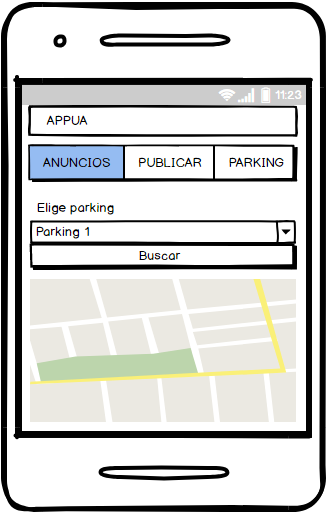 11:23
APPUA
ANUNCIOS PUBLICAR PARKING
Elige parking
Parking 1
Buscar